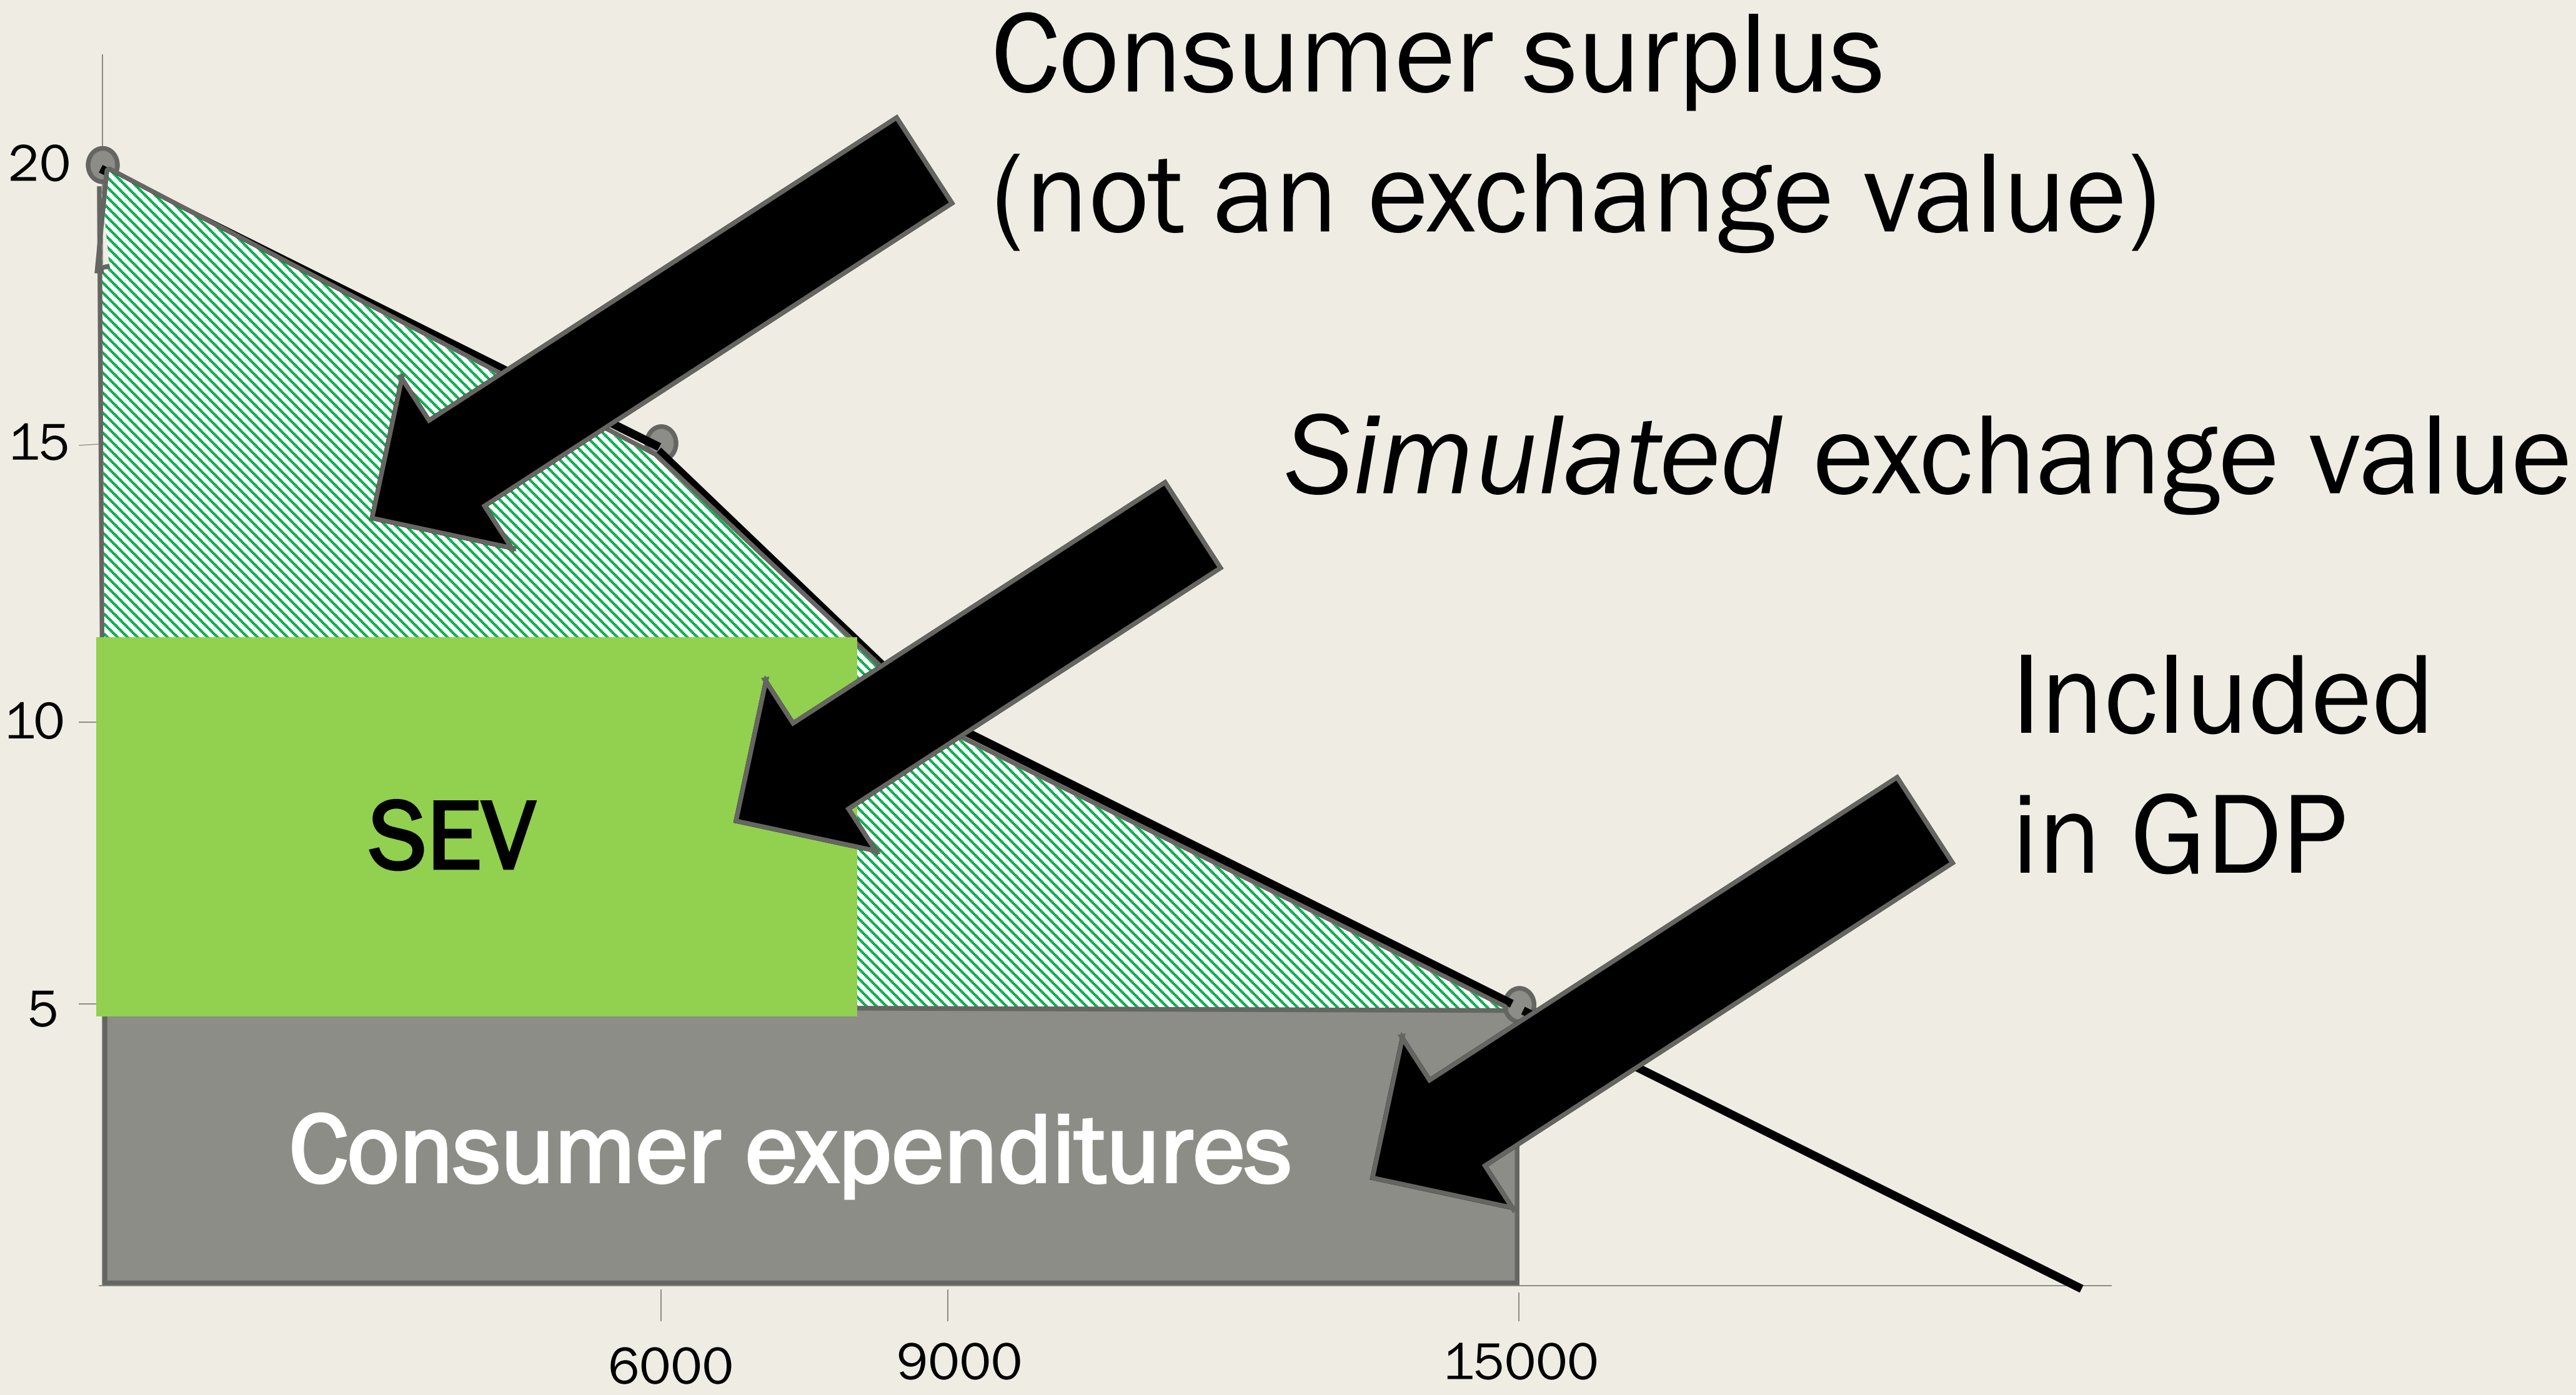 Consumer surplus
(not an exchange value)
20
15
Simulated exchange value
Included
in GDP
10
SEV
5
Consumer expenditures
6000
9000
15000